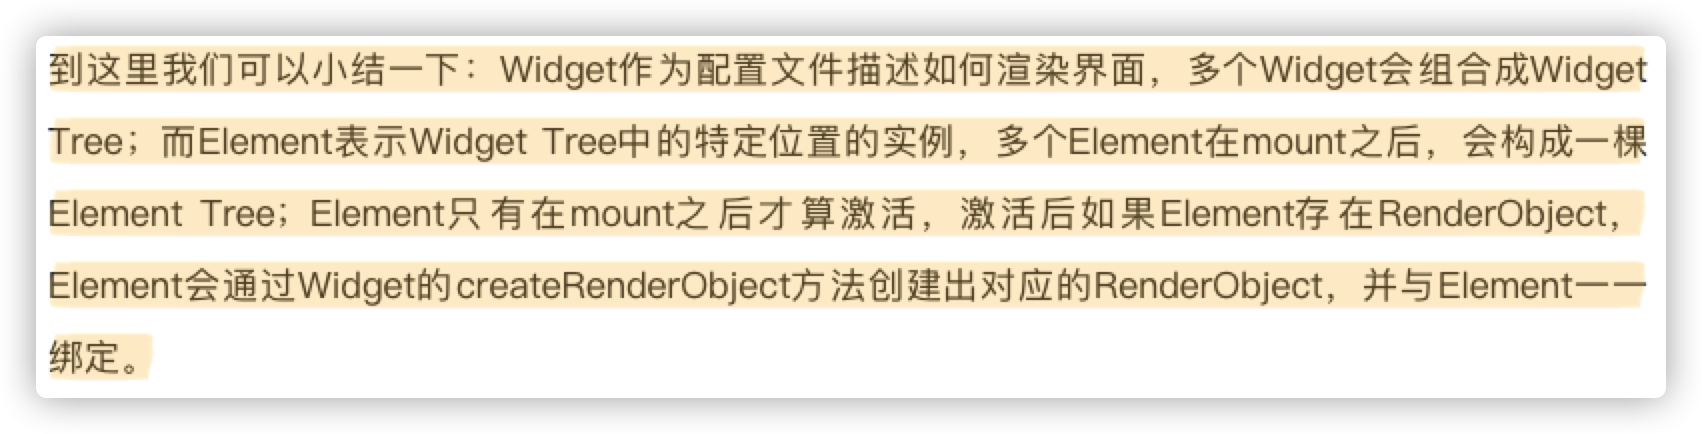 到这里我们可以小结一下：Widget作为配置文件描述如何渲染界面，多个Widget会组合成Widget
Tree；而Element表示Widget Tree中的特定位置的实例，多个Element在mount之后，会构成一棵
Element Tree；Element只有在mount之后才算激活，激活后如果Element存在RenderObject，
Element会通过Widget的createRenderObject方法创建出对应的RenderObject，并与Element一一
绑定。